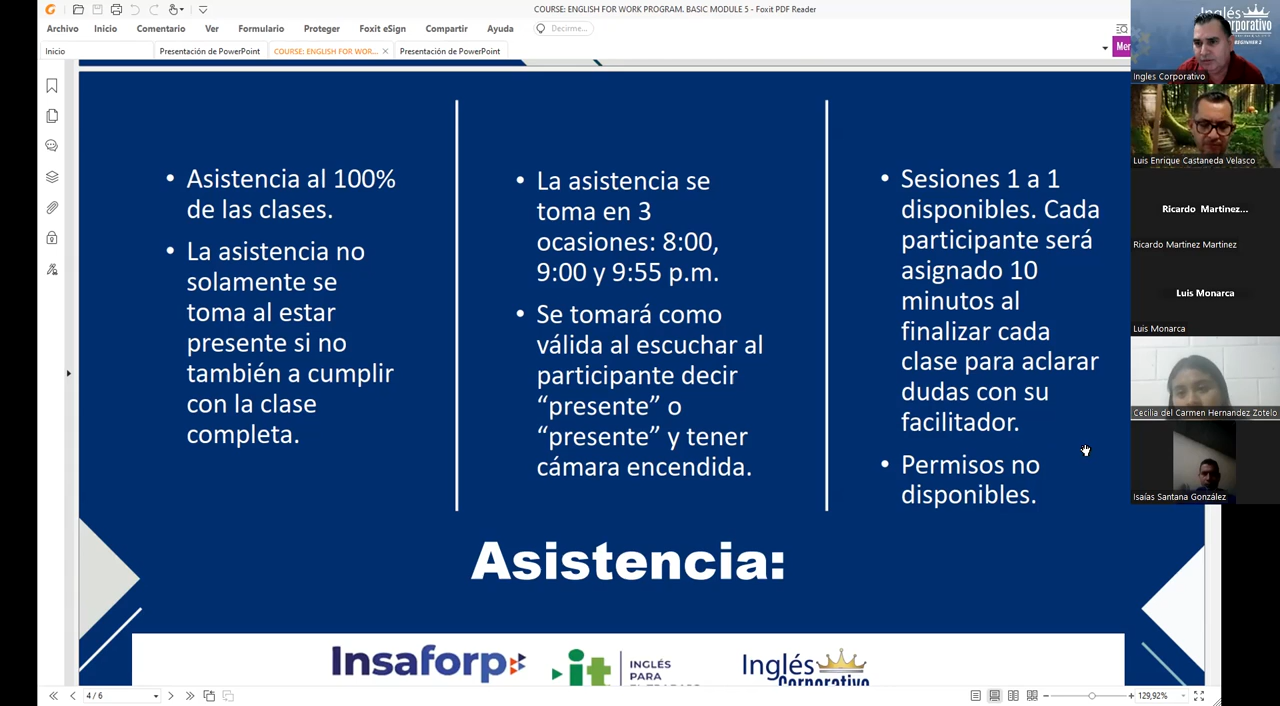 COURSE: ENGLISH FOR WORK PROGRAM. BASIC MODULE 5 - Foxit PDF Reader
Archivo Inicio Comentario Ver Formulario Proteger Foxit eSign Compartir Ayuda Decirme...
Inicio Presentación de PowerPoint COURSE: ENGLISH FOR WOR... Presentación de PowerPoint
Asistencia al 100%
de las clases.
La asistencia no
solamente se
toma al estar
presente si no
también a cumplir
con la clase
completa.
La asistencia se
toma en 3
ocasiones: 8:00,
9:00 y 9:55 p.m.
Se tomará como
válida al escuchar al
participante decir
“presente” o
“presente” y tener
cámara encendida.
Sesiones 1 a 1
disponibles. Cada
participante será
asignado 10
minutos al
finalizar cada
clase para aclarar
dudas con su
facilitador.
Permisos no
disponibles.
Asistencia:
Insaforp
it
INGLÉS
PARA
Inglés
Corporativo
4 / 6
129,92%
Inglés
Corporativo
BEGINNER 2
Ingles Corporativo
Luis Enrique Castaneda Velasco
Ricardo Martinez...
Ricardo Martinez Martinez
Luis Monarca
Luis Monarca
Cecilia del Carmen Hernandez Zotelo
Isaías Santana González